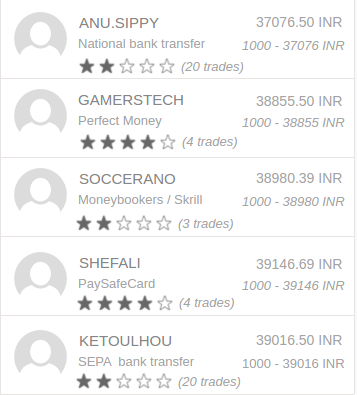 ANU.SIPPY 37076.50 INR
National bank transfer 1000 - 37076 INR
(20 trades)
GAMERSTECH 38855.50 INR
Perfect Money 1000 - 38855 INR
(4 trades)
SOCCERANO 38980.39 INR
Moneybookers / Skrill 1000 - 38980 INR
(3 trades)
SHEFALI 39146.69 INR
PaySafeCard 1000 - 39146 INR
(4 trades)
KETOULHOU 39016.50 INR
SEPA bank transfer 1000 - 39016 INR
(20 trades)